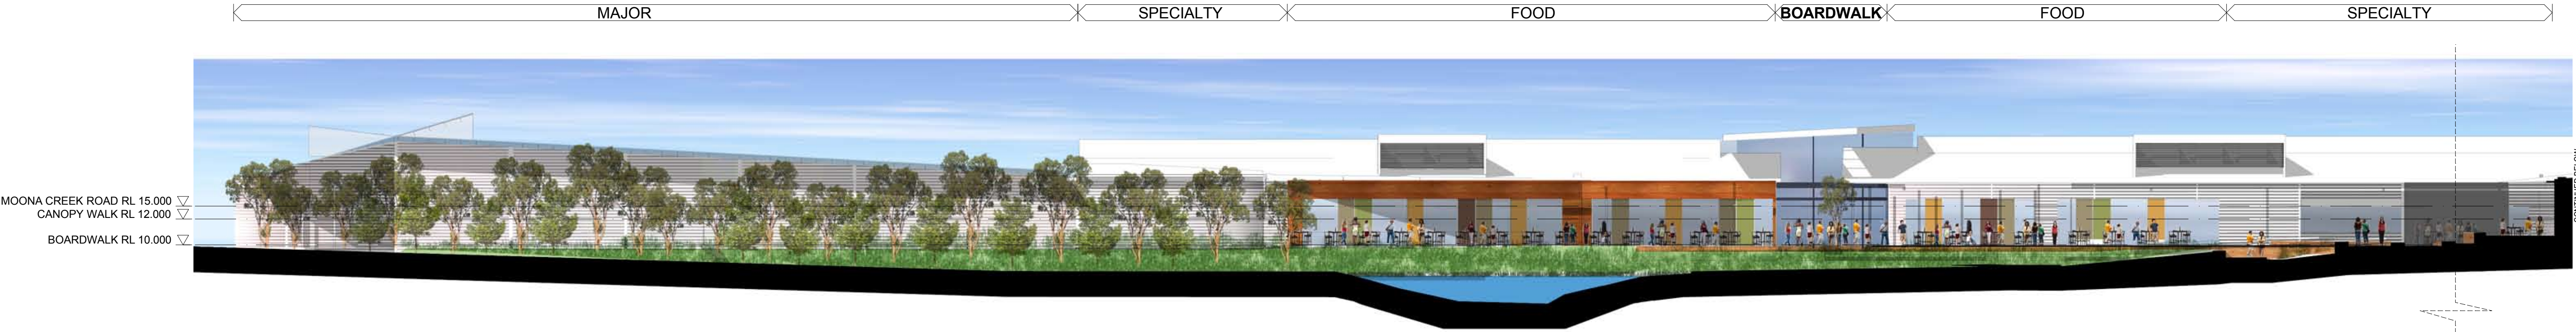 MAJOR
SPECIALTY
FOOD
BOARDWALK
FOOD
SPECIALTY
MOONA CREEK ROAD RL 15.000
CANOPY WALK RL 12.000
BOARDWALK RL 10.000